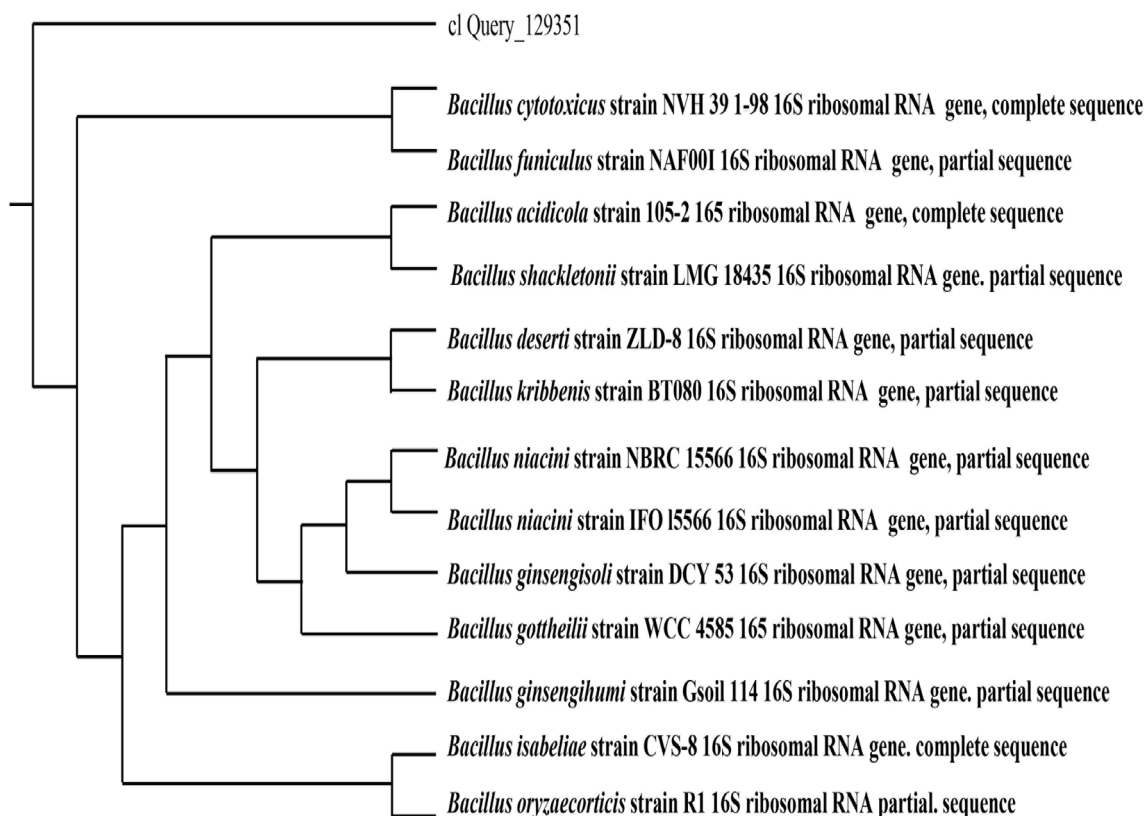 cl Query_129351
Bacillus cytotoxicus strain NVH 39 1-98 16S ribosomal RNA gene, complete sequence
Bacillus funiculus strain NAF00I 16S ribosomal RNA gene, partial sequence
Bacillus acidicola strain 105-2 165 ribosomal RNA gene, complete sequence
Bacillus shackletonii strain LMG 18435 16S ribosomal RNA gene. partial sequence
Bacillus deserti strain ZLD-8 16S ribosomal RNA gene, partial sequence
Bacillus kribbenis strain BT080 16S ribosomal RNA gene, partial sequence
Bacillus niacini strain NBRC 15566 16S ribosomal RNA gene, partial sequence
Bacillus niacini strain IFO l5566 16S ribosomal RNA gene, partial sequence
Bacillus ginsengisoli strain DCY 53 16S ribosomal RNA gene, partial sequence
Bacillus gottheilii strain WCC 4585 165 ribosomal RNA gene, partial sequence
Bacillus ginsengihumi strain Gsoil 114 16S ribosomal RNA gene. partial sequence
Bacillus isabeliae strain CVS-8 16S ribosomal RNA gene. complete sequence
Bacillus oryzaecorticis strain R1 16S ribosomal RNA partial. sequence